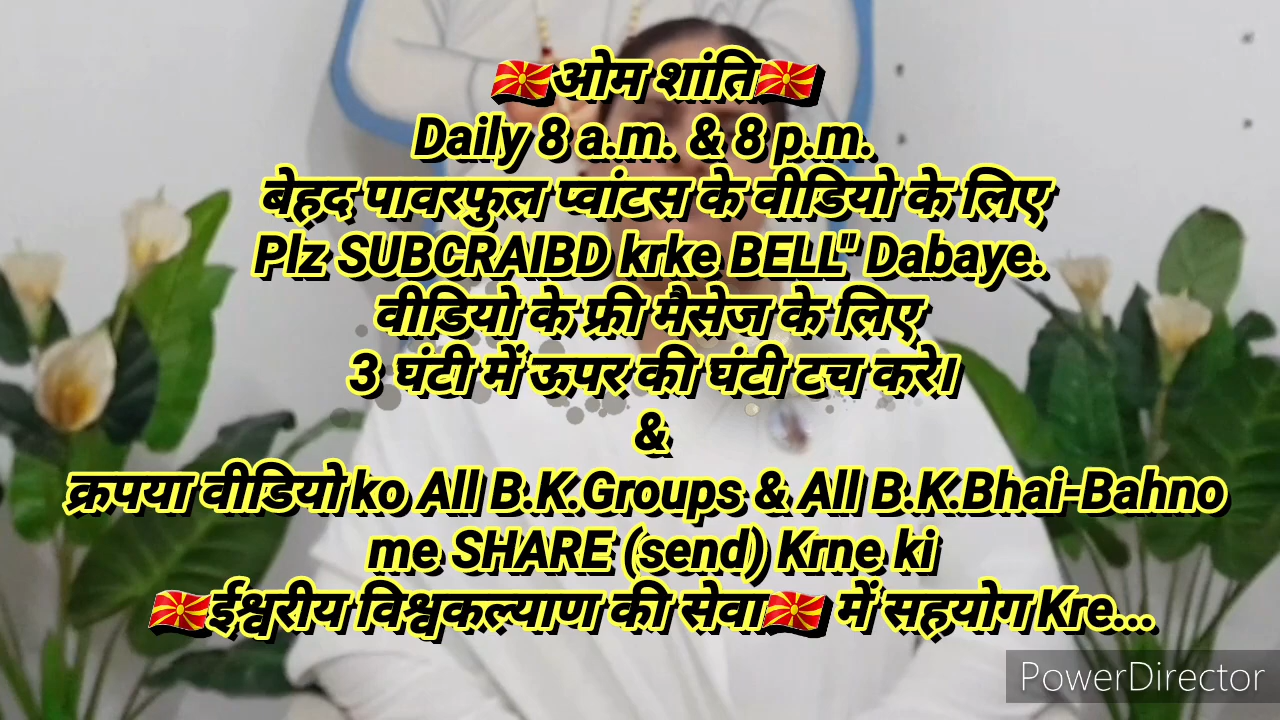 🇲🇰ओम शांति🇲🇰
Daily 8 a.m. & 8 p.m.
बेहद पावरफुल प्वांटस के वीडियो के लिए
Plz SUBCRAIBD krke BELL" Dabaye.
वीडियो के फ्री मैसेज के लिए
3 घंटी में ऊपर की घंटी टच करे।
&
क्रपया वीडियो ko All B.K.Groups & All B.K.Bhai-Bahno
me SHARE (send) Krne ki
🇲🇰ईश्वरीय विश्वकल्याण की सेवा🇲🇰 में सहयोग Kre...
PowerDirector